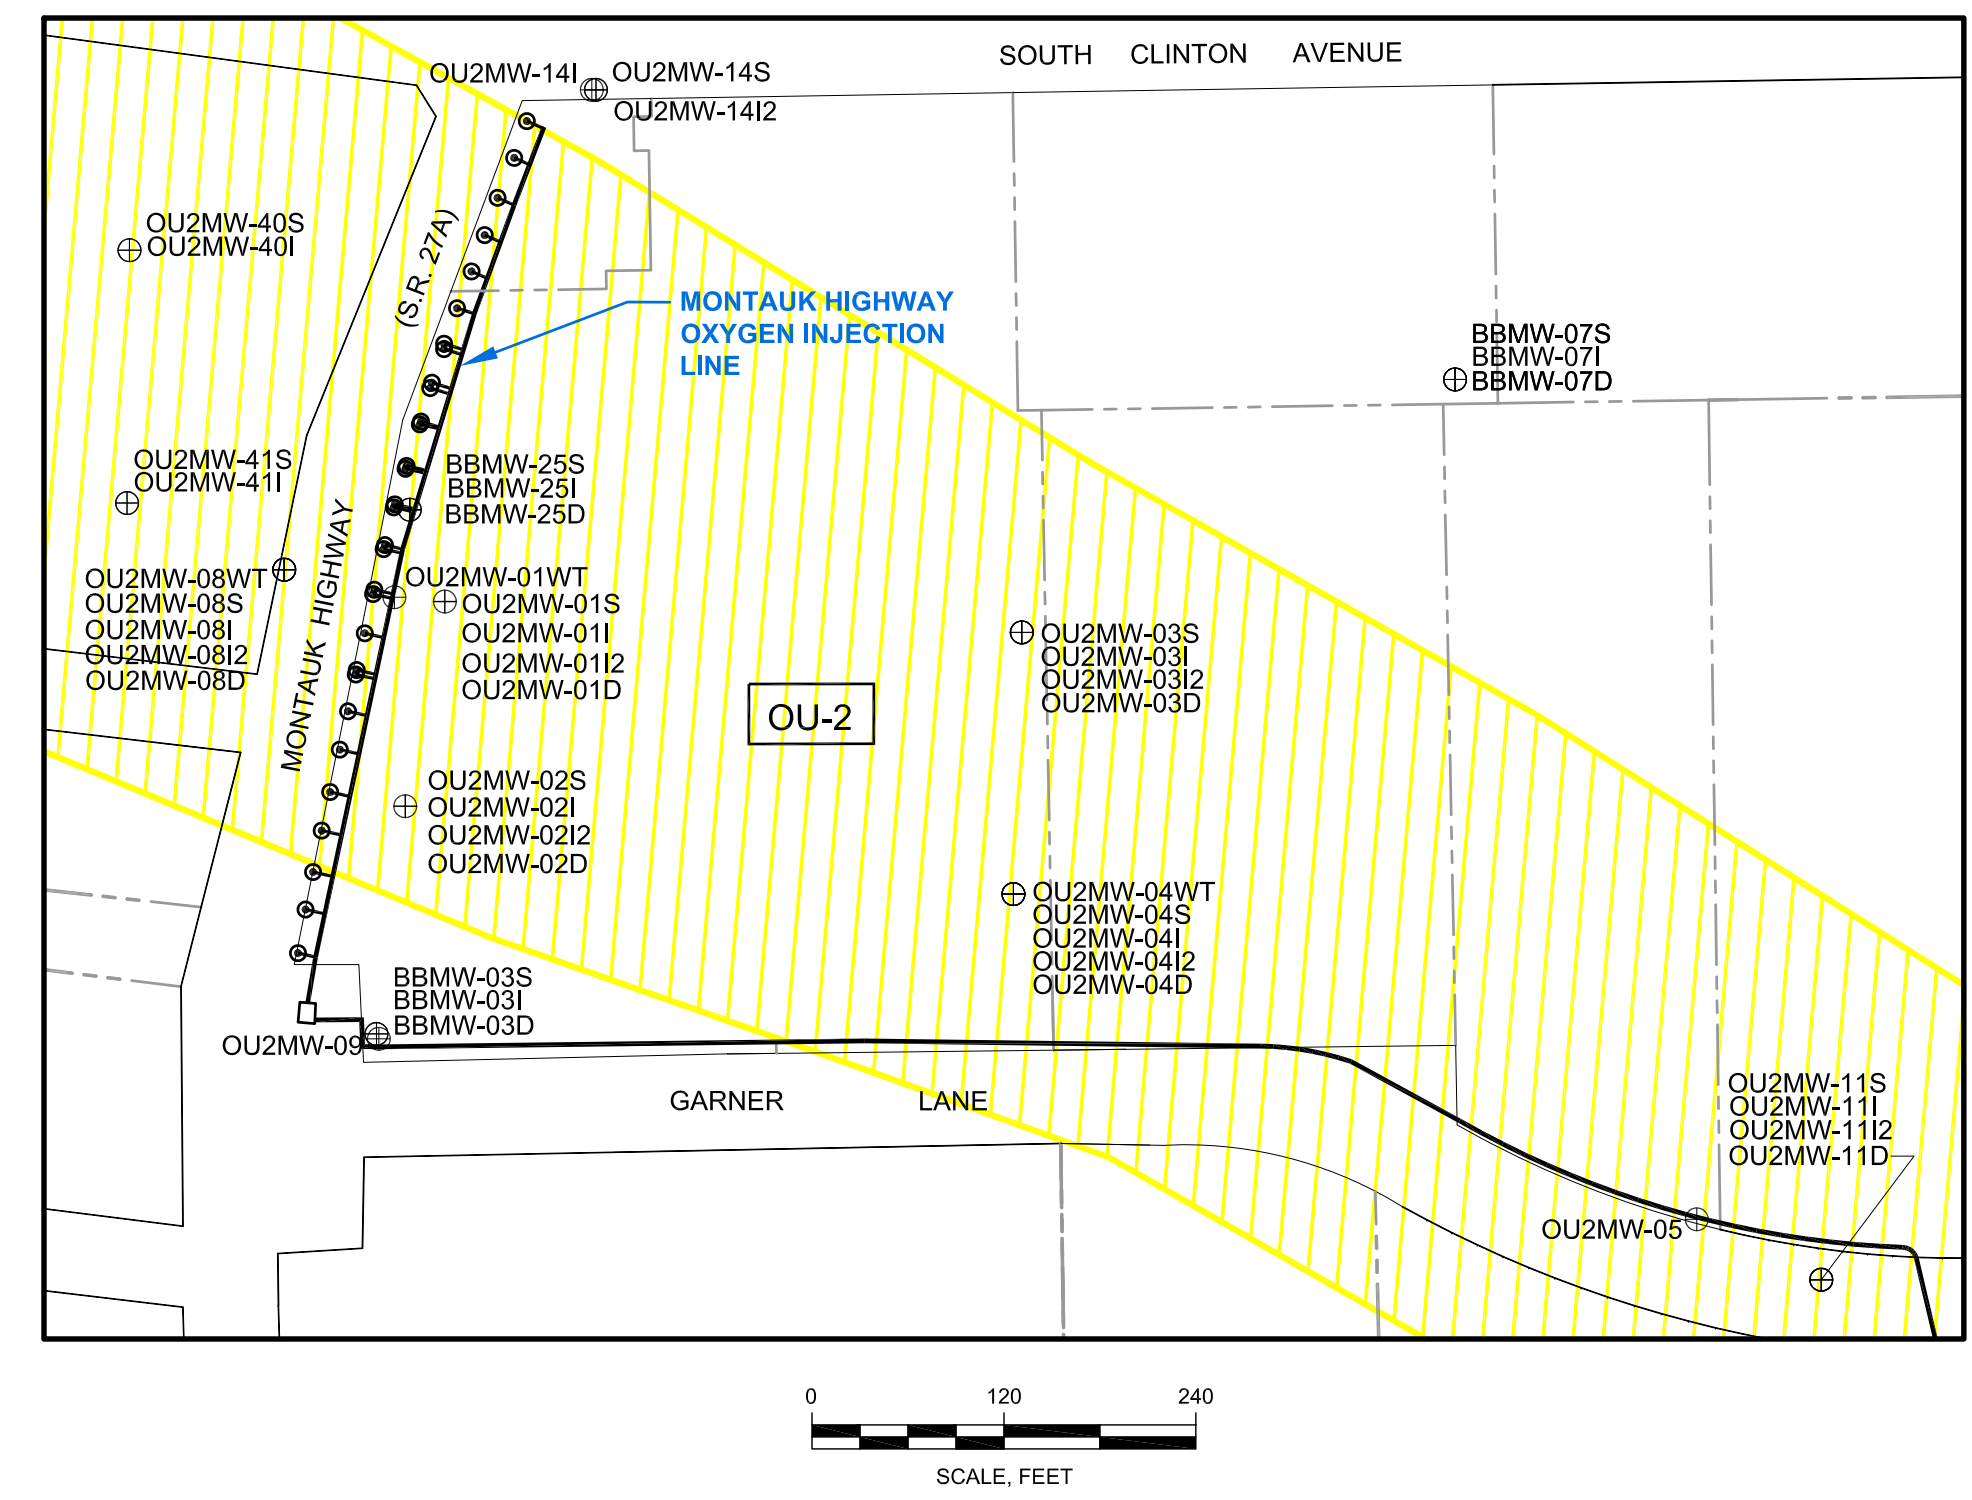 SOUTH CLINTON AVENUE
OU2MW-14I
OU2MW-14S
OU2MW-14I2
OU2MW-40S
OU2MW-40I
(S.R. 27A)
MONTAUK HIGHWAY
OXYGEN INJECTION
LINE
BBMW-07S
BBMW-07I
BBMW-07D
OU2MW-41S
OU2MW-41I
BBMW-25S
BBMW-25I
BBMW-25D
MONTAUK HIGHWAY
OU2MW-08WT
OU2MW-08S
OU2MW-08I
OU2MW-08I2
OU2MW-08D
OU2MW-01WT
OU2MW-01S
OU2MW-01I
OU2MW-01I2
OU2MW-01D
OU2MW-03S
OU2MW-03I
OU2MW-03I2
OU2MW-03D
OU-2
OU2MW-02S
OU2MW-02I
OU2MW-02I2
OU2MW-02D
OU2MW-04WT
OU2MW-04S
OU2MW-04I
OU2MW-04I2
OU2MW-04D
BBMW-03S
BBMW-03I
BBMW-03D
OU2MW-09
GARNER LANE
OU2MW-11S
OU2MW-11I
OU2MW-11I2
OU2MW-11D
OU2MW-05
0 120 240
SCALE, FEET